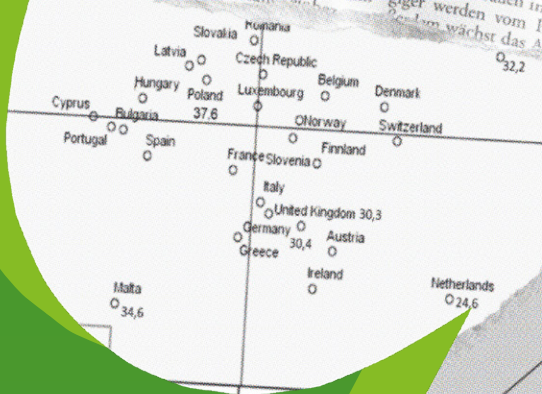 giger werden vom
wächst das A
Rumania
Slovakia
32,2
Latvia
Czech Republic
Hungary
Poland
37.6
Luxembourg
Belgium
Denmark
Cyprus
Bulgaria
Portugal
Spain
ONorway
Finnland
Switzerland
France
Slovenia
Italy
United Kingdom 30,3
Germany
30,4
Greece
Austria
Ireland
Malta
34,6
Netherlands
24,6